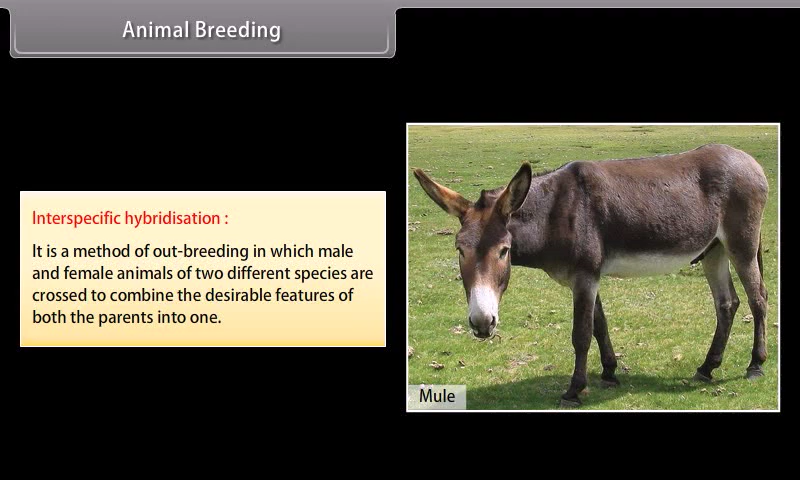 Animal Breeding
Interspecific hybridisation :
It is a method of out-breeding in which male
and female animals of two different species are
crossed to combine the desirable features of
both the parents into one.
Mule